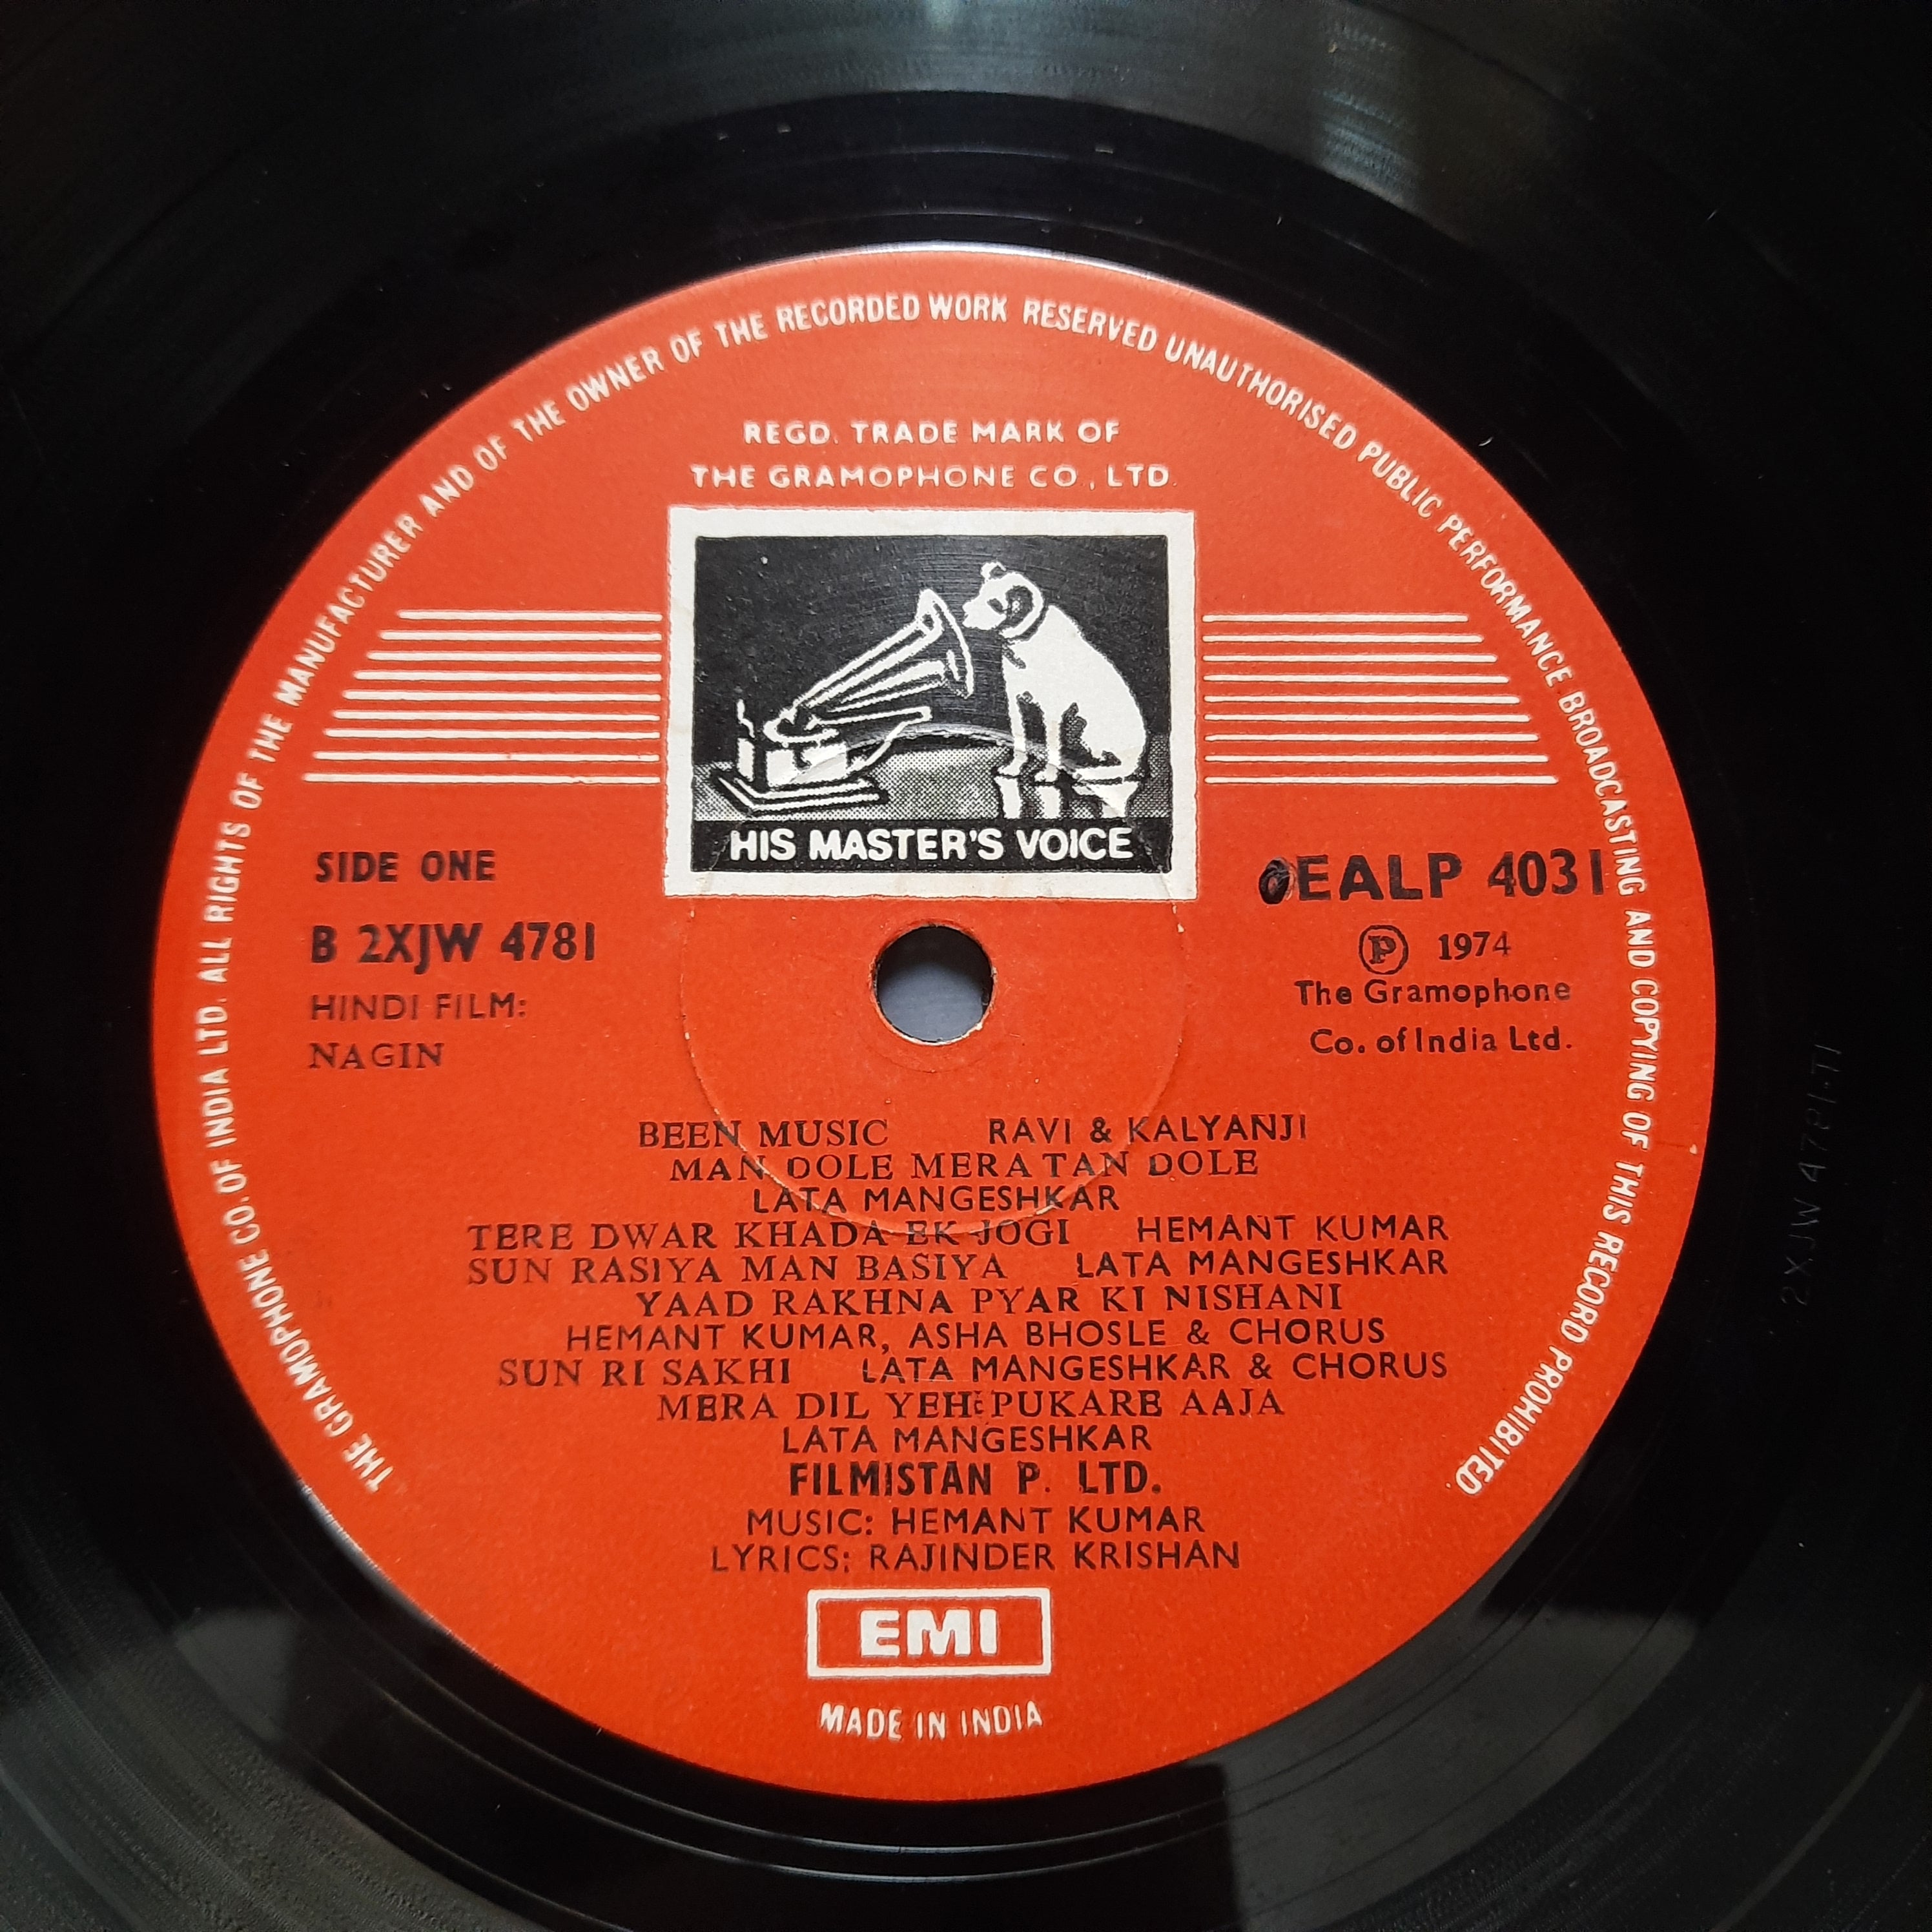 THE GRAMOPHONE CO. OF INDIA LTD. ALL RIGHTS OF THE MANUFACTURER AND OF THE OWNER OF THE RECORDED WORK RESERVED UNAUTHORISED PUBLIC PERFORMANCE BROADCASTING AND COPYING OF THIS RECORD PROHIBITED
REGD. TRADE MARK OF
THE GRAMOPHONE CO., LTD.
HIS MASTER'S VOICE
SIDE ONE
B 2XJW 4781
HINDI FILM:
NAGIN
EALP 4031
Ⓟ 1974
The Gramophone
Co. of India Ltd.
BEEN MUSIC RAVI & KALYANJI
MAN DOLE MERA TAN DOLE
LATA MANGESHKAR
TERE DWAR KHADA EK JOGI HEMANT KUMAR
SUN RASIYA MAN BASIYA LATA MANGESHKAR
YAAD RAKHNA PYAR KI NISHANI
HEMANT KUMAR, ASHA BHOSLE & CHORUS
SUN RI SAKHI LATA MANGESHKAR & CHORUS
MERA DIL YEH PUKARE AAJA
LATA MANGESHKAR
FILMISTAN P. LTD.
MUSIC: HEMANT KUMAR
LYRICS: RAJINDER KRISHAN
EMI
MADE IN INDIA